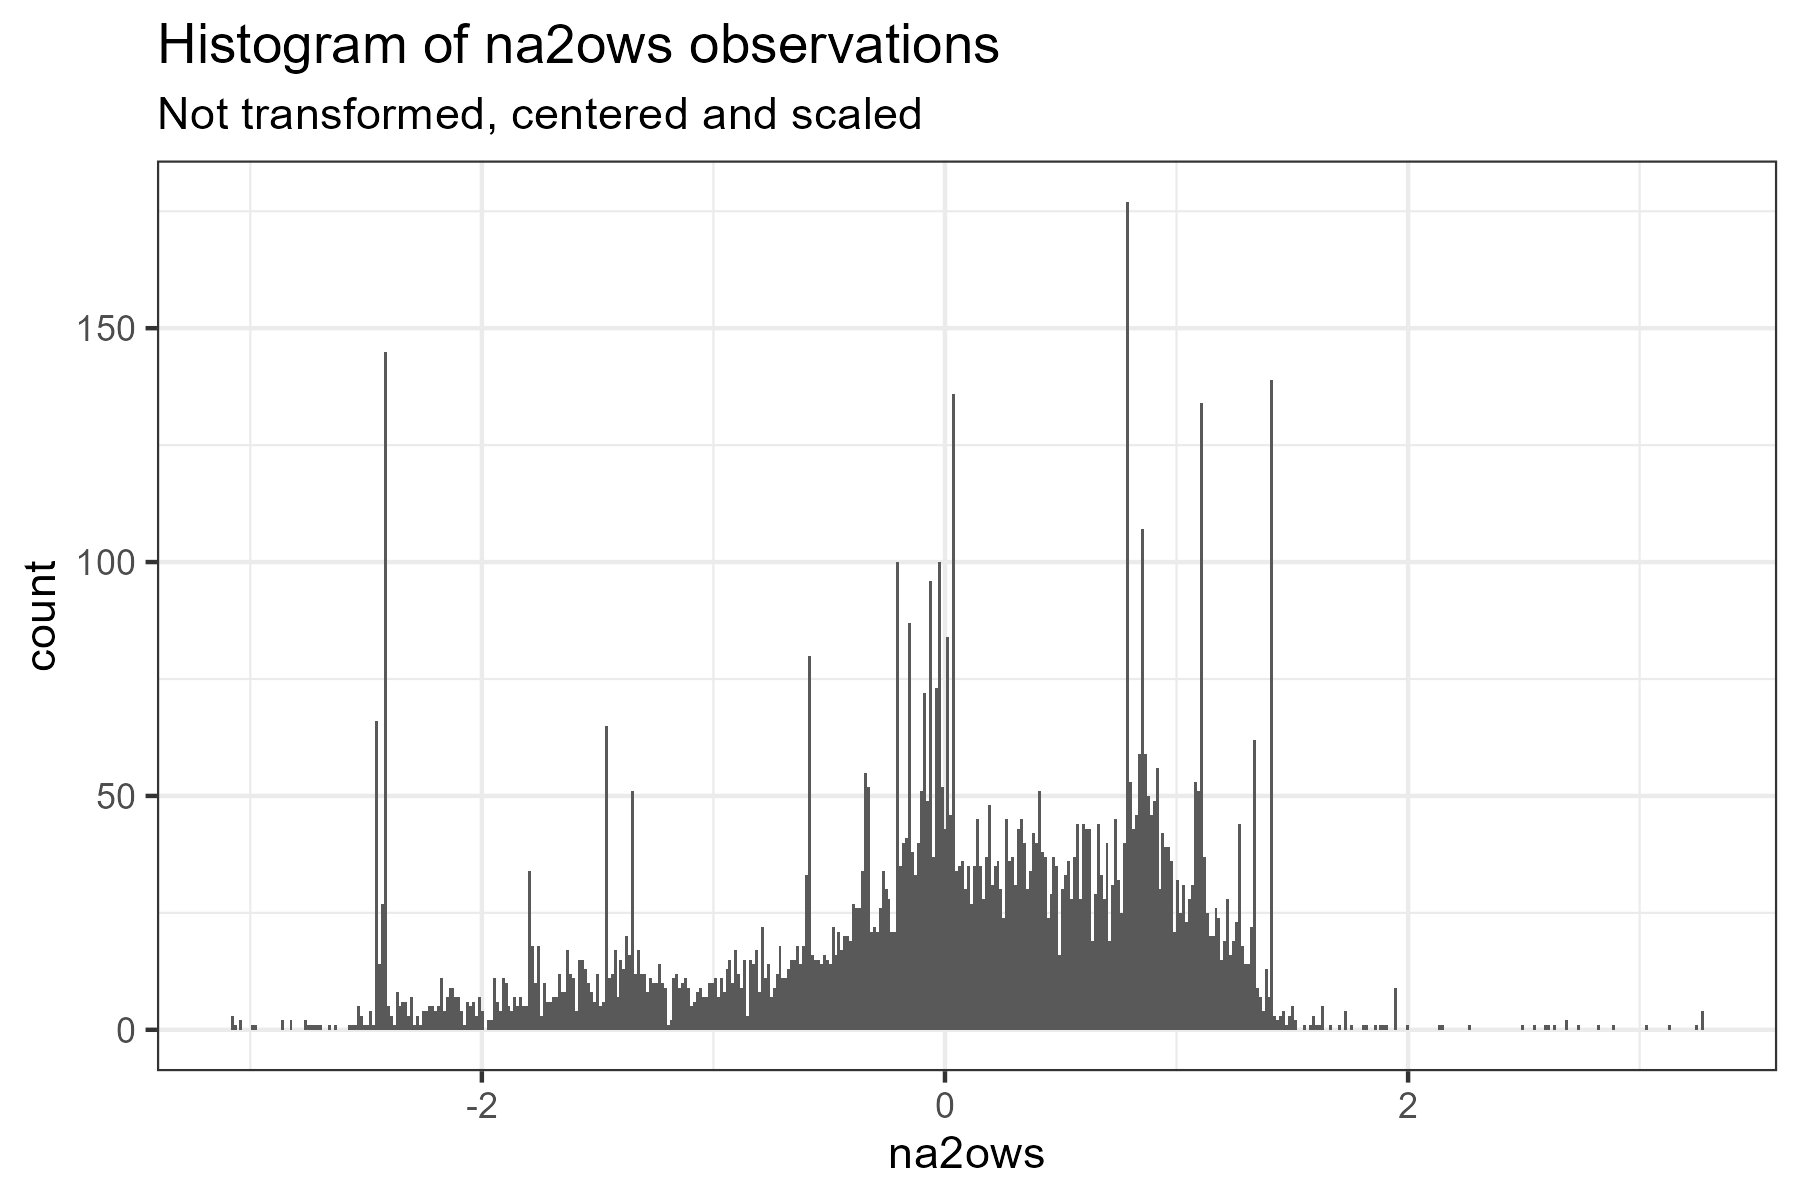 Histogram of na2ows observations
Not transformed, centered and scaled
150
100
50
0
count
-2 0 2
na2ows